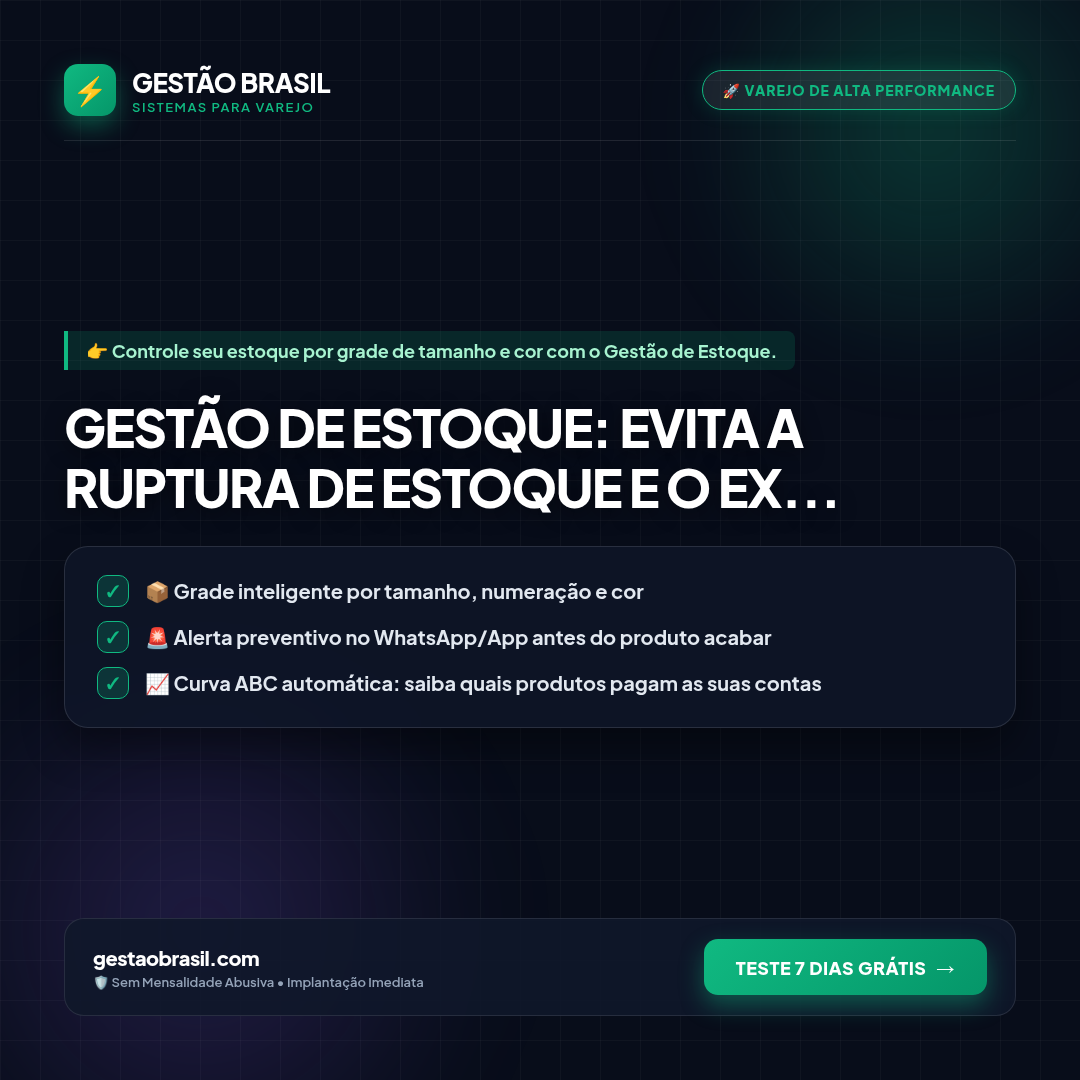 ⚡ GESTÃO BRASIL
SISTEMAS PARA VAREJO
🚀 VAREJO DE ALTA PERFORMANCE
👉 Controle seu estoque por grade de tamanho e cor com o Gestão de Estoque.
GESTÃO DE ESTOQUE: EVITA A
RUPTURA DE ESTOQUE E O EX...
✓ 📦 Grade inteligente por tamanho, numeração e cor
✓ 🚨 Alerta preventivo no WhatsApp/App antes do produto acabar
✓ 📈 Curva ABC automática: saiba quais produtos pagam as suas contas
gestaobrasil.com
🛡️ Sem Mensalidade Abusiva • Implantação Imediata
TESTE 7 DIAS GRÁTIS →